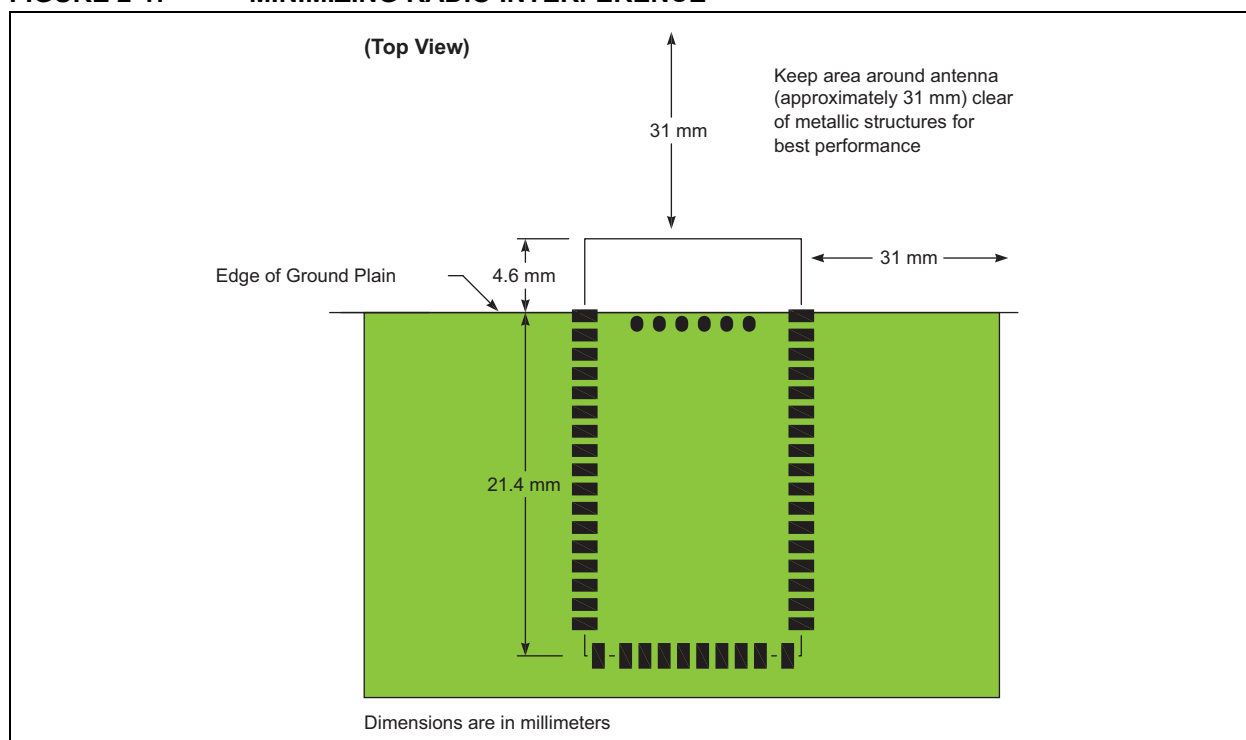 (Top View)
Keep area around antenna
(approximately 31 mm) clear
of metallic structures for
best performance
31 mm
31 mm
Edge of Ground Plain
4.6 mm
21.4 mm
Dimensions are in millimeters